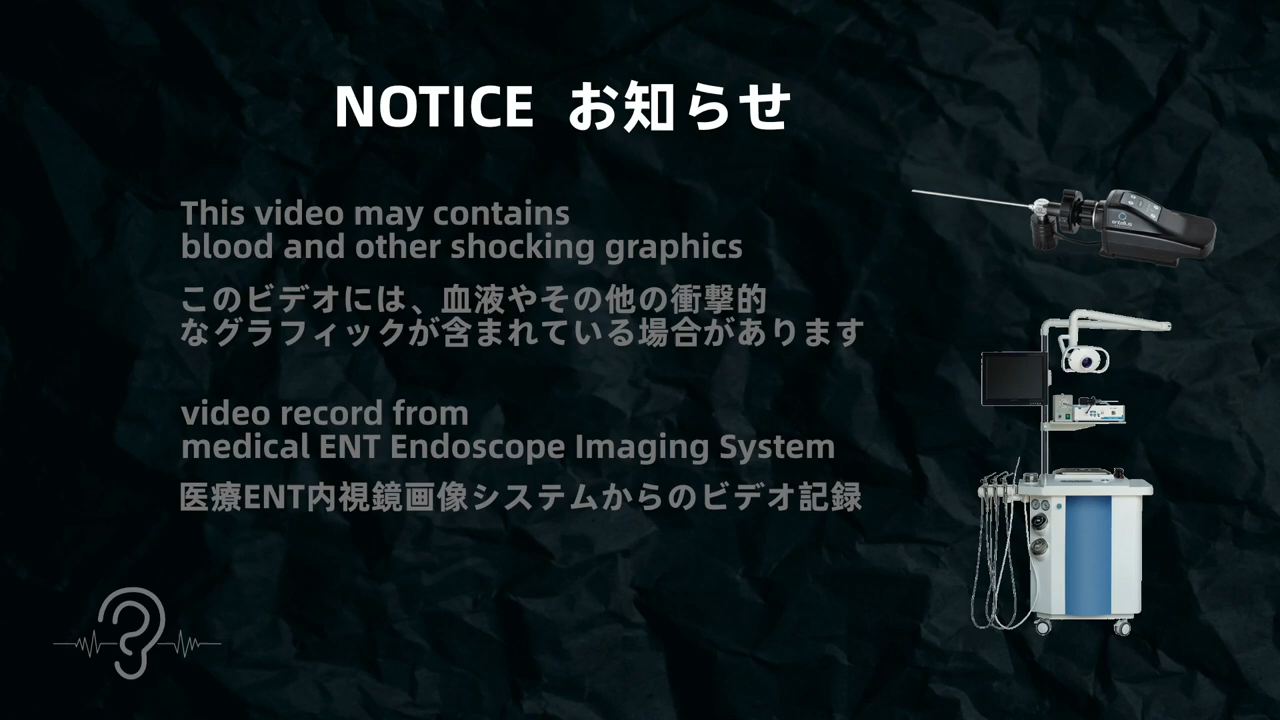 NOTICE お知らせ
This video may contains
blood and other shocking graphics
このビデオには、血液やその他の衝撃的
なグラフィックが含まれている場合があります
video record from
medical ENT Endoscope Imaging System
医療ENT内視鏡画像システムからのビデオ記録